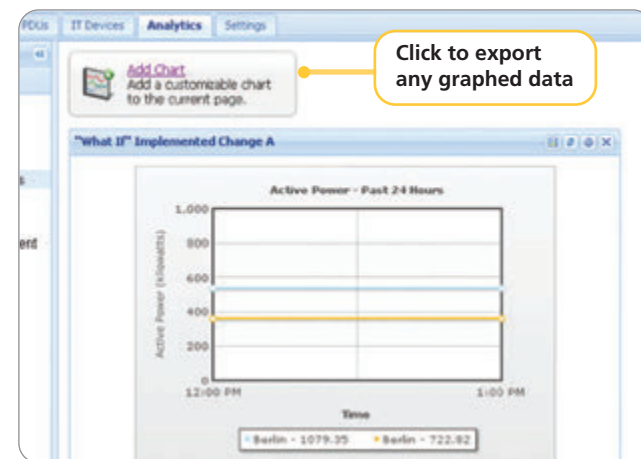 PDUs IT Devices Analytics Settings
Click to export
any graphed data
Add Chart
Add a customizable chart
to the current page.
"What If" Implemented Change A
s
ent
Active Power - Past 24 Hours
1,000
800
600
400
200
0
Active Power (kilowatts)
12:00 PM 1:00 PM
Time
Berlin - 1079.35 Berlin - 722.82